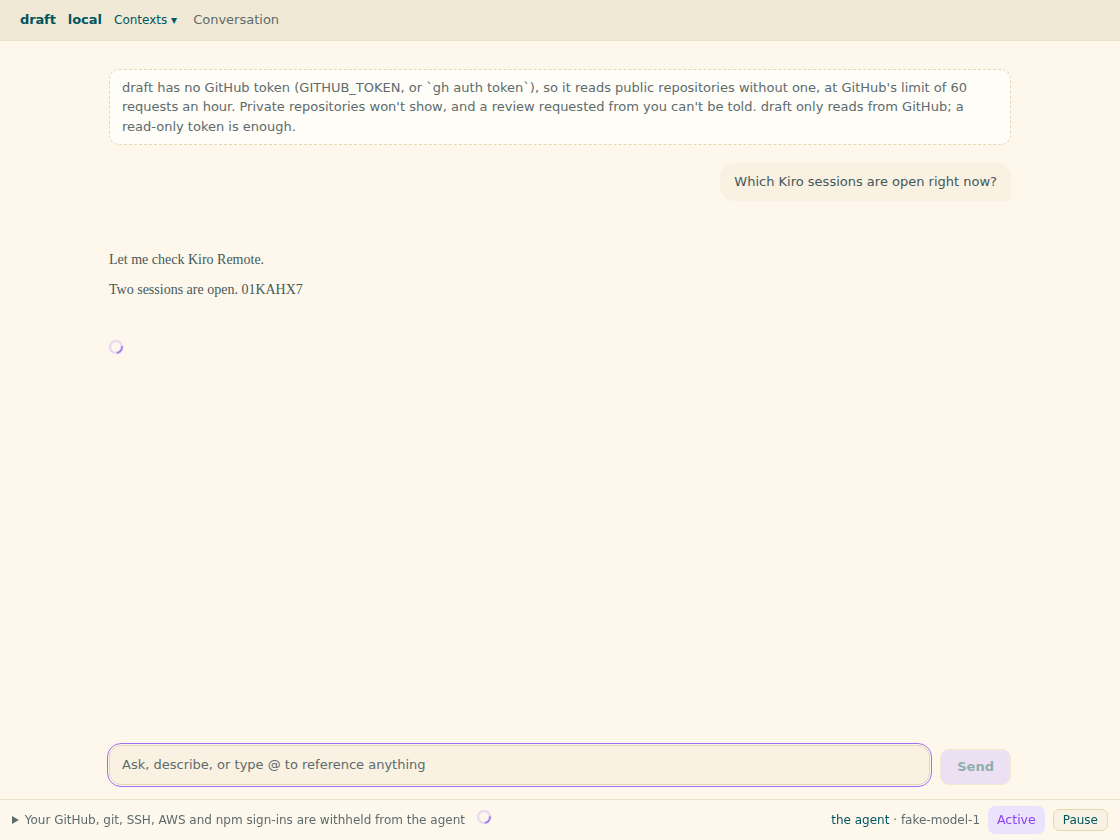 draft local Contexts ▾ Conversation
draft has no GitHub token (GITHUB_TOKEN, or `gh auth token`), so it reads public repositories without one, at GitHub's limit of 60
requests an hour. Private repositories won't show, and a review requested from you can't be told. draft only reads from GitHub; a
read-only token is enough.
Which Kiro sessions are open right now?
Let me check Kiro Remote.
Two sessions are open. 01KAHX7
Ask, describe, or type @ to reference anything
Send
▶ Your GitHub, git, SSH, AWS and npm sign-ins are withheld from the agent
the agent · fake-model-1 Active Pause